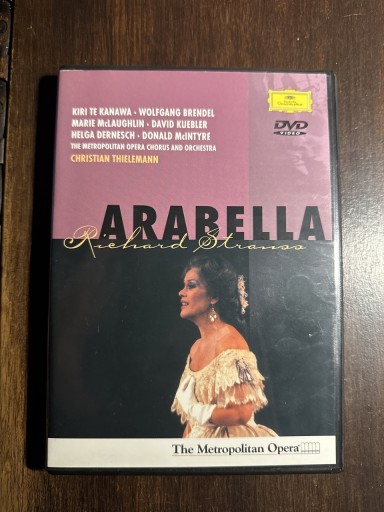 KIRI TE KANAWA · WOLFGANG BRENDEL
MARIE McLAUGHLIN · DAVID KUEBLER
HELGA DERNESCH · DONALD McINTYRE
THE METROPOLITAN OPERA CHORUS AND ORCHESTRA
CHRISTIAN THIELEMANN
DVD
VIDEO
ARABELLA
Richard Strauss
The Metropolitan Opera